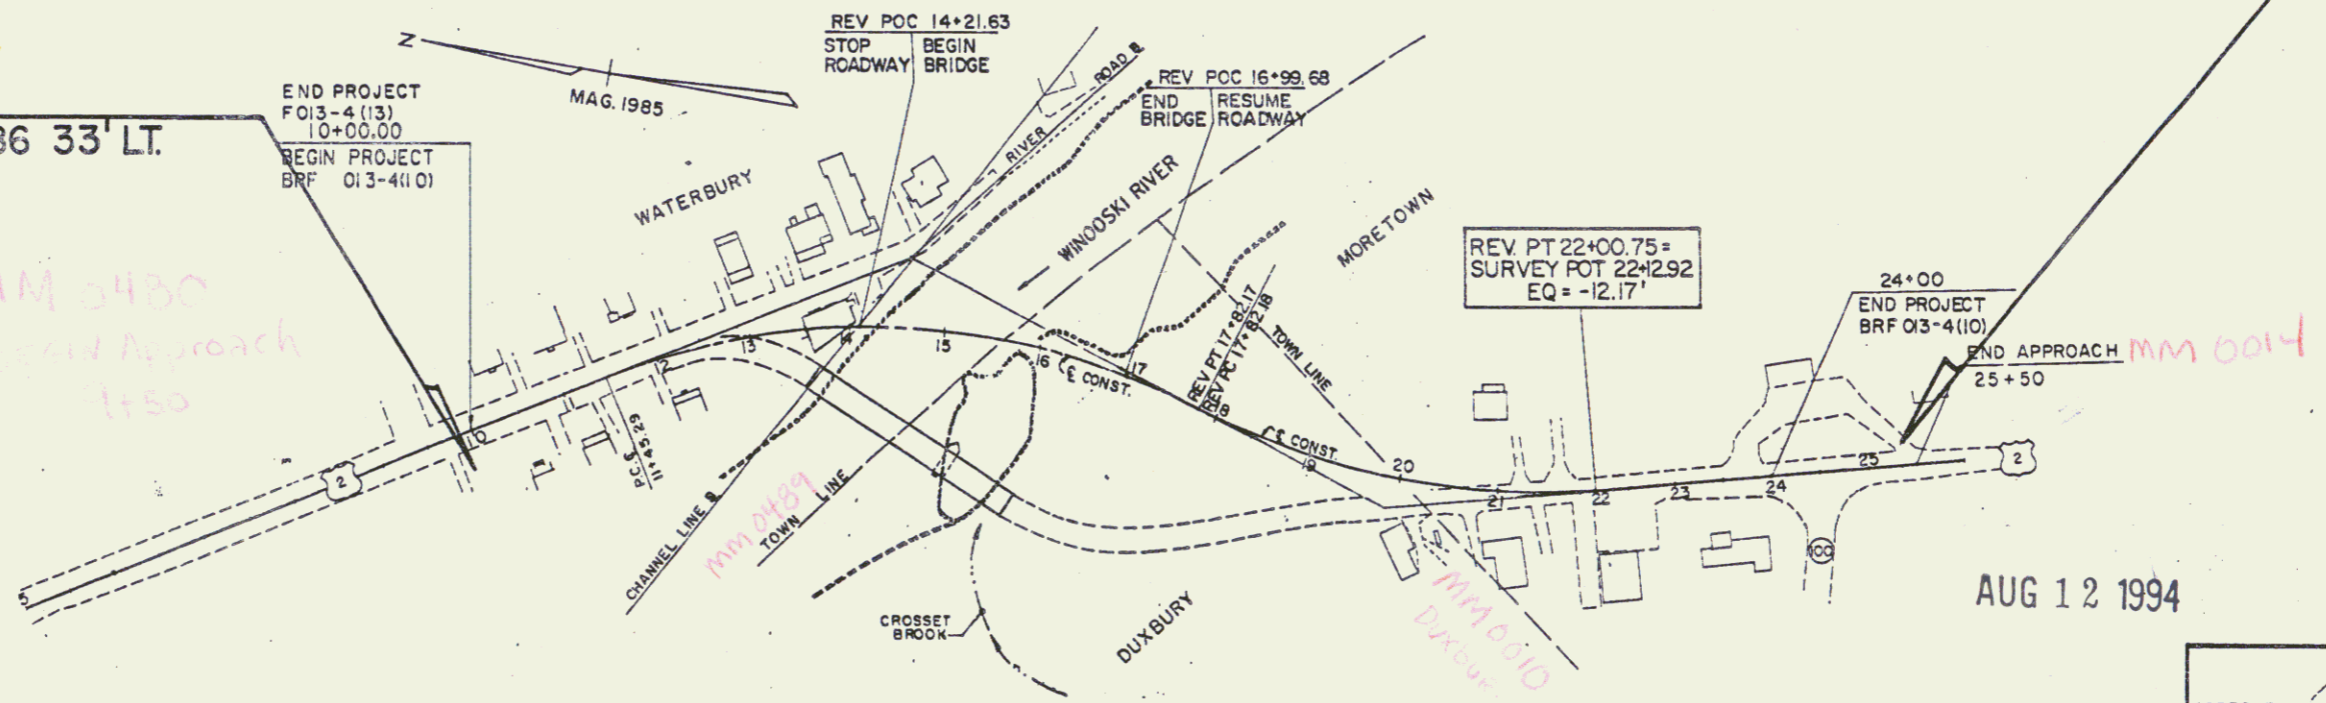 REV POC 14+21.63
STOP ROADWAY
BEGIN BRIDGE
Z
MAG. 1985
END PROJECT
F013-4 (13)
10+00.00
BEGIN PROJECT
BRF 013-4(10)
36 33' LT.
REV POC 16+99.68
END BRIDGE
RESUME ROADWAY
RIVER ROAD ℄
WATERBURY
WINOOSKI RIVER
MORETOWN
REV. PT 22+00.75=
SURVEY POT 22+12.92
EQ = -12.17'
24+00
END PROJECT
BRF 013-4(10)
END APPROACH
25+50
MM 0014
MM 0480
Approach
1+50
REV PT 17+82.17
REV PC 17+82.18
TOWN LINE
℄ CONST.
℄ CONST.
P.C. ℄
11+45.29
5
10
12
13
14
15
16
17
18
19
20
21
22
23
24
25
2
2
100
CHANNEL LINE ℄
MM 0489
TOWN LINE
CROSSET
BROOK
DUXBURY
MM 0010
AUG 12 1994